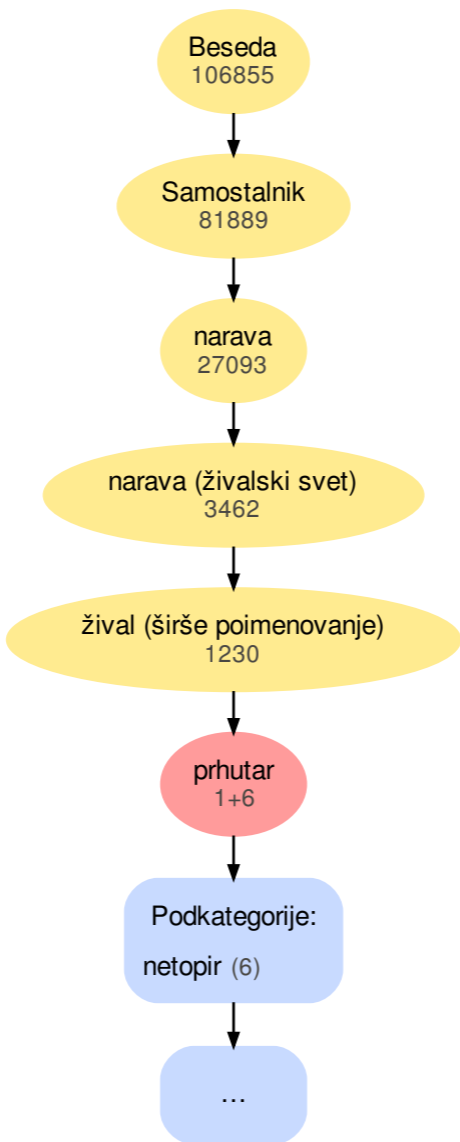 Beseda
106855
Samostalnik
81889
narava
27093
narava (živalski svet)
3462
žival (širše poimenovanje)
1230
prhutar
1+6
Podkategorije:
netopir (6)
...